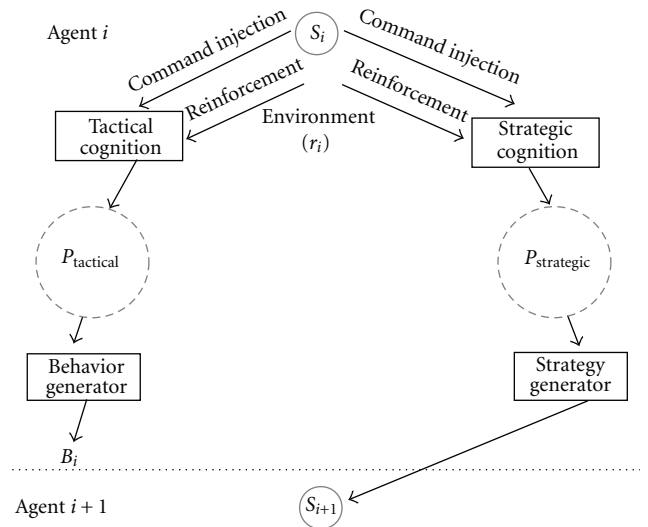 Agent i
S_i
Command injection
Command injection
Reinforcement
Reinforcement
Environment
(r_i)
Tactical
cognition
Strategic
cognition
P_tactical
P_strategic
Behavior
generator
Strategy
generator
B_i
Agent i + 1
S_i+1